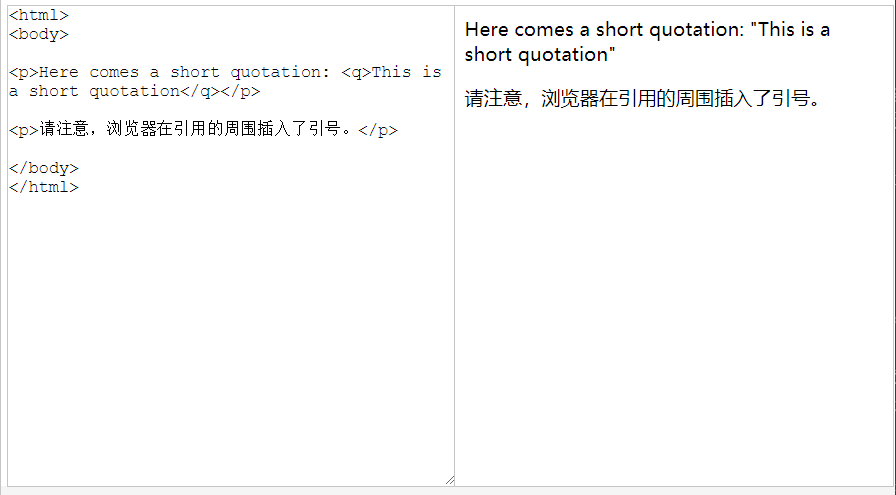 <html>
<body>
<p>Here comes a short quotation: <q>This is
a short quotation</q></p>
<p>请注意，浏览器在引用的周围插入了引号。</p>
</body>
</html>
Here comes a short quotation: "This is a
short quotation"
请注意，浏览器在引用的周围插入了引号。